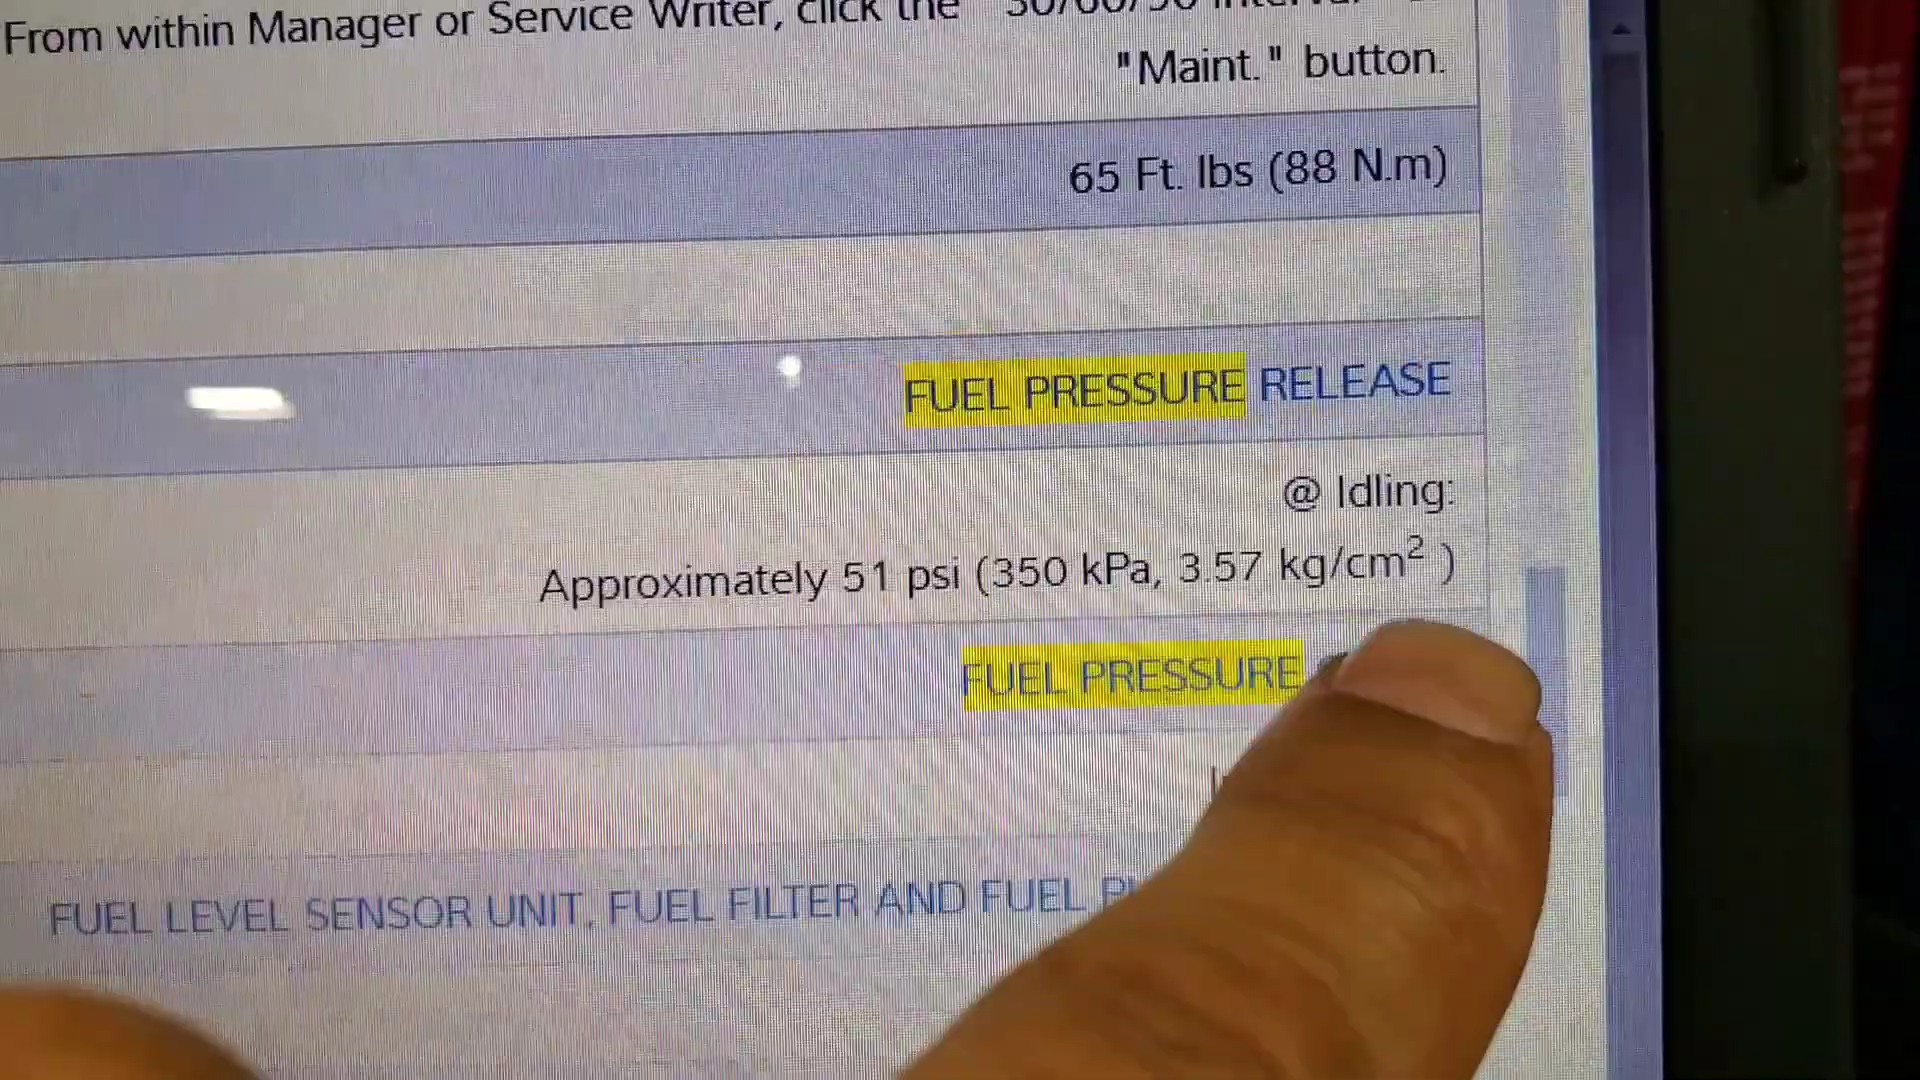 From within Manager or Service Writer, click the
"Maint." button.
65 Ft. lbs (88 N.m)
FUEL PRESSURE RELEASE
@ Idling:
Approximately 51 psi (350 kPa, 3.57 kg/cm² )
FUEL PRESSURE
FUEL LEVEL SENSOR UNIT, FUEL FILTER AND FUEL